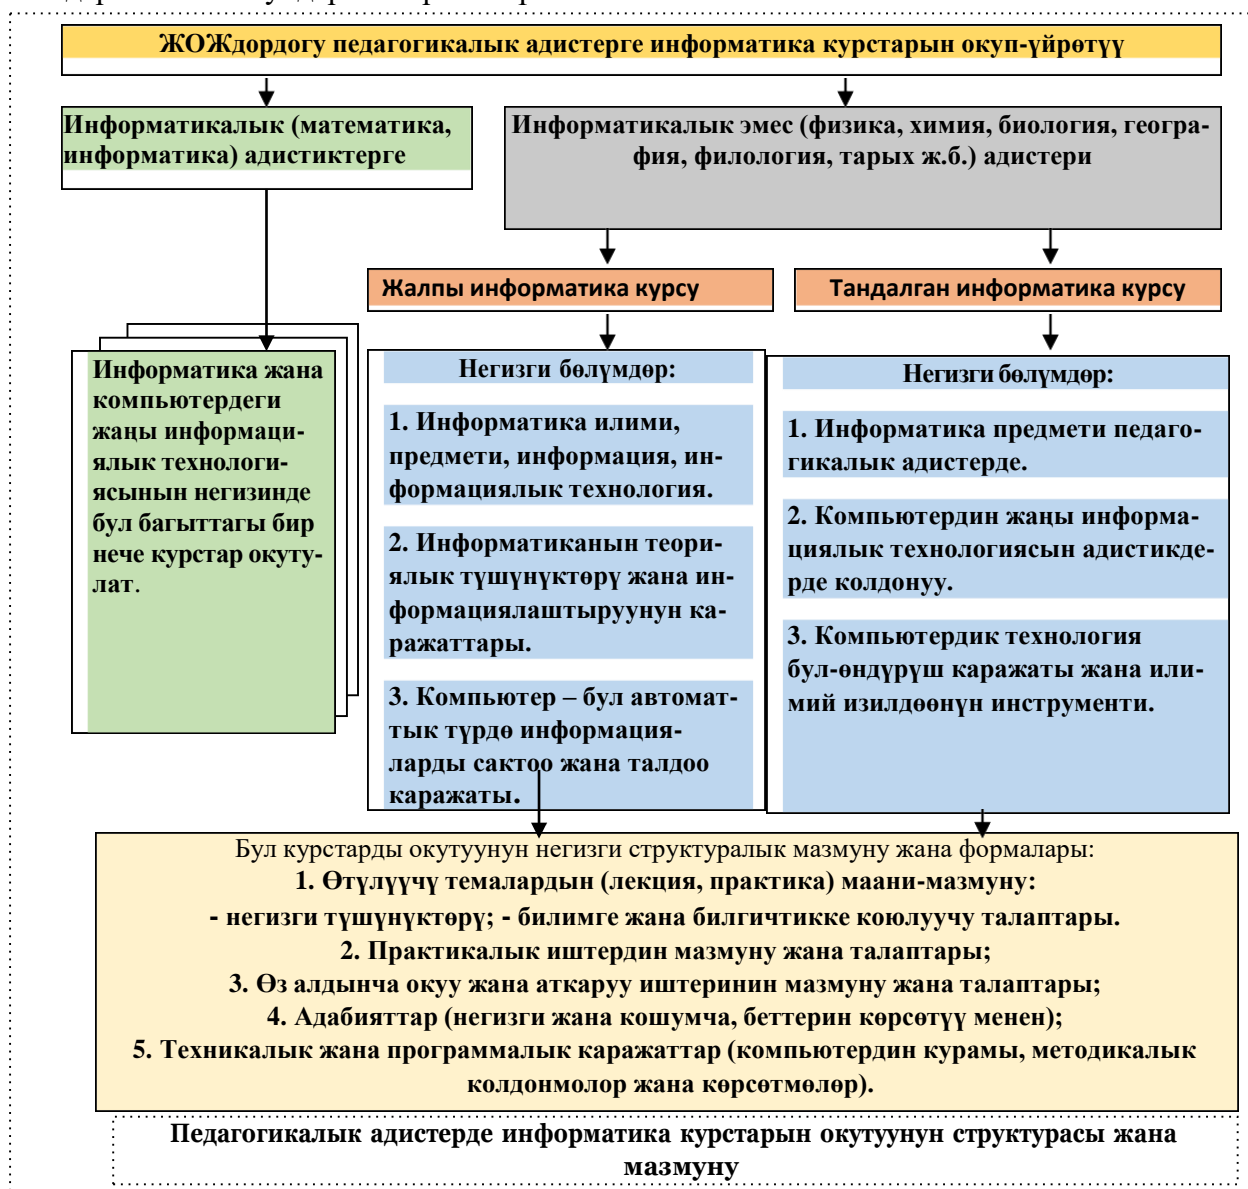 ЖОЖдордогу педагогикалык адистерге информатика курстарын окуп-үйрөтүү
Информатикалык (математика,
информатика) адистиктерге
Информатикалык эмес (физика, химия, биология, геогра-
фия, филология, тарых ж.б.) адистери
Жалпы информатика курсу
Тандалган информатика курсу
Информатика жана
компьютердеги
жаңы информаци-
ялык технологи-
ясынын негизинде
бул багыттагы бир
нече курстар окуту-
лат.
Негизги бөлүмдөр:
1. Информатика илими,
предмети, информация, ин-
формациялык технология.
2. Информатиканын теори-
ялык түшүнүктөрү жана ин-
формациялаштыруунун ка-
ражаттары.
3. Компьютер – бул автомат-
тык түрдө информация-
ларды сактоо жана талдоо
каражаты.
Негизги бөлүмдөр:
1. Информатика предмети педаго-
гикалык адистерде.
2. Компьютердин жаңы информа-
циялык технологиясын адистикде-
рде колдонуу.
3. Компьютердик технология
бул-өндүрүш каражаты жана или-
мий изилдөөнүн инструменти.
Бул курстарды окутуунун негизги структуралык мазмуну жана формалары:
1. Өтүлүүчү темалардын (лекция, практика) маани-мазмуну:
- негизги түшүнүктөрү; - билимге жана билгичтикке коюлуучу талаптары.
2. Практикалык иштердин мазмуну жана талаптары;
3. Өз алдынча окуу жана аткаруу иштеринин мазмуну жана талаптары;
4. Адабияттар (негизги жана кошумча, беттерин көрсөтүү менен);
5. Техникалык жана программалык каражаттар (компьютердин курамы, методикалык
колдонмолор жана көрсөтмөлөр).
Педагогикалык адистерде информатика курстарын окутуунун структурасы жана
мазмуну